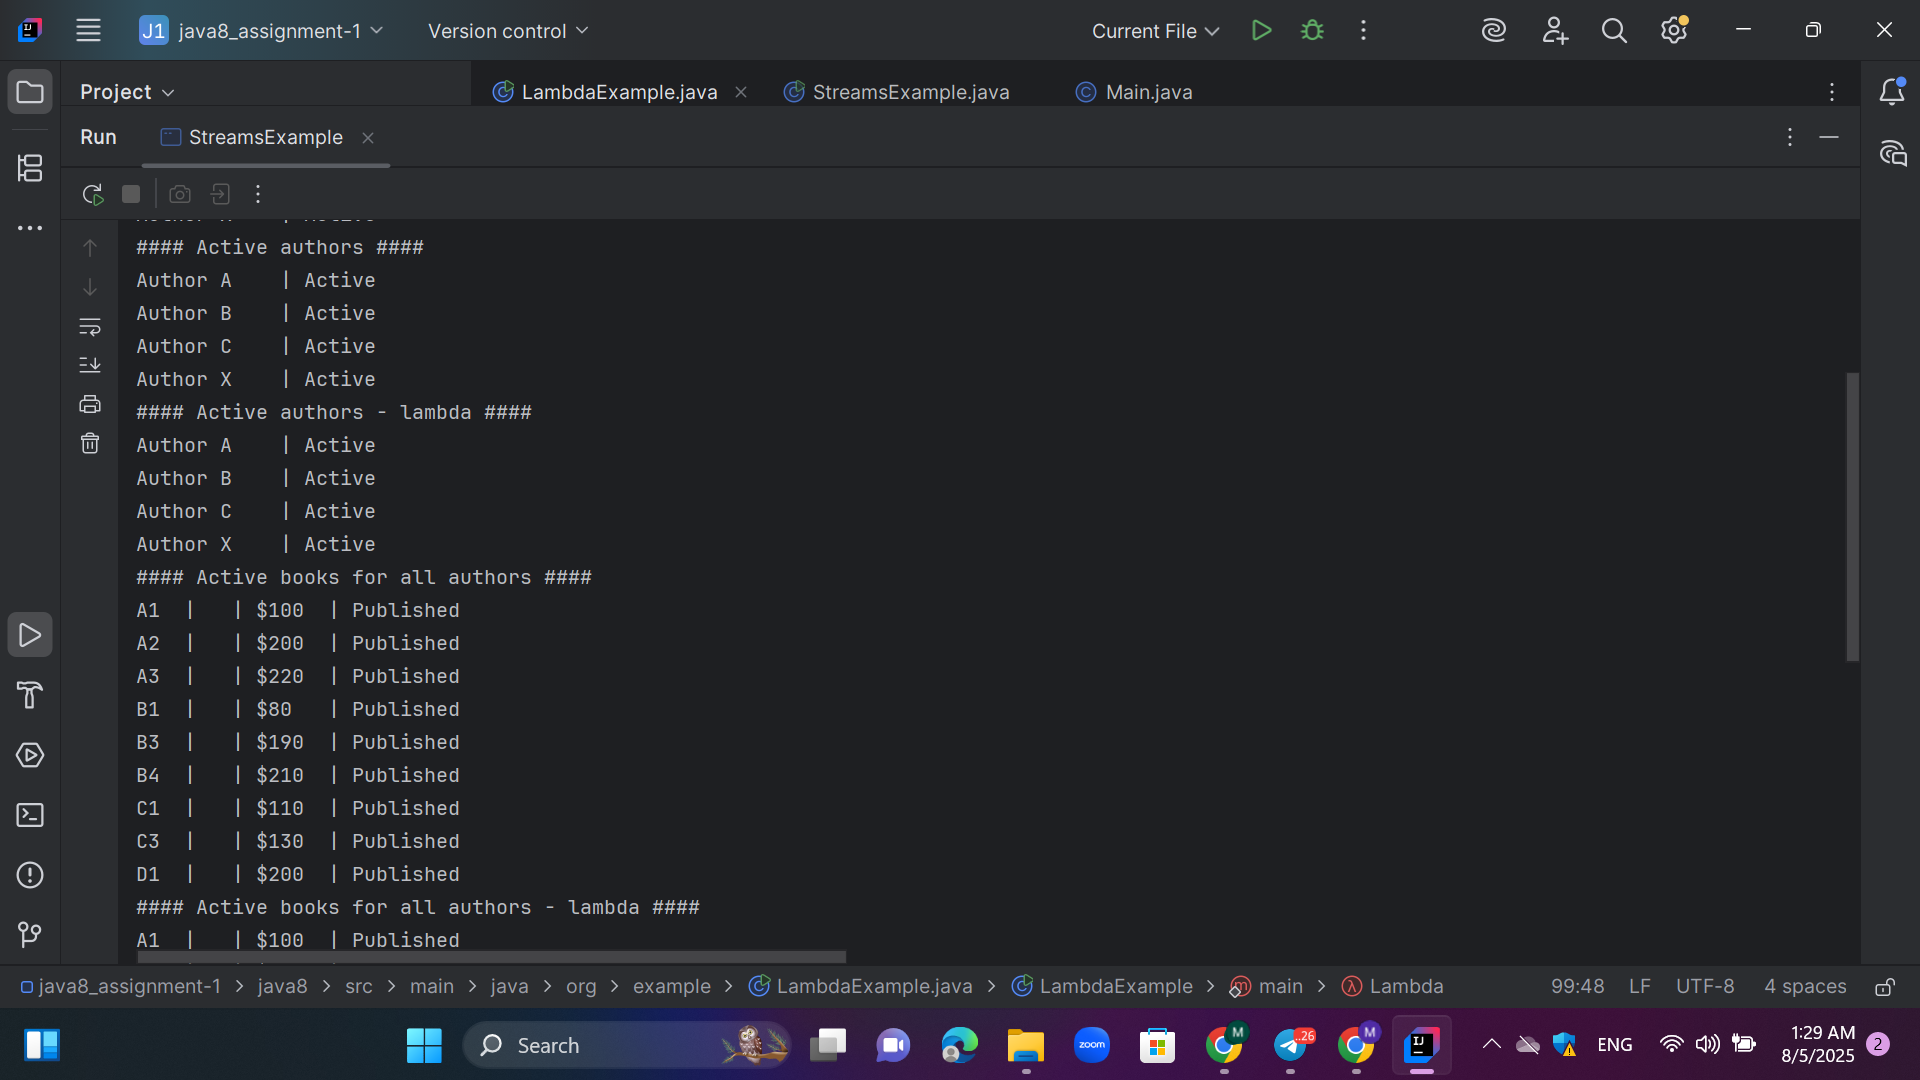 J1 java8_assignment-1 Version control Current File
Project LambdaExample.java StreamsExample.java Main.java
Run StreamsExample
#### Active authors ####
Author A    | Active
Author B    | Active
Author C    | Active
Author X    | Active
#### Active authors - lambda ####
Author A    | Active
Author B    | Active
Author C    | Active
Author X    | Active
#### Active books for all authors ####
A1  |   | $100  | Published
A2  |   | $200  | Published
A3  |   | $220  | Published
B1  |   | $80   | Published
B3  |   | $190  | Published
B4  |   | $210  | Published
C1  |   | $110  | Published
C3  |   | $130  | Published
D1  |   | $200  | Published
#### Active books for all authors - lambda ####
A1  |   | $100  | Published
java8_assignment-1 > java8 > src > main > java > org > example > LambdaExample.java > LambdaExample > main > Lambda 99:48 LF UTF-8 4 spaces
Search zoom M ..26 M ENG 1:29 AM 2
8/5/2025